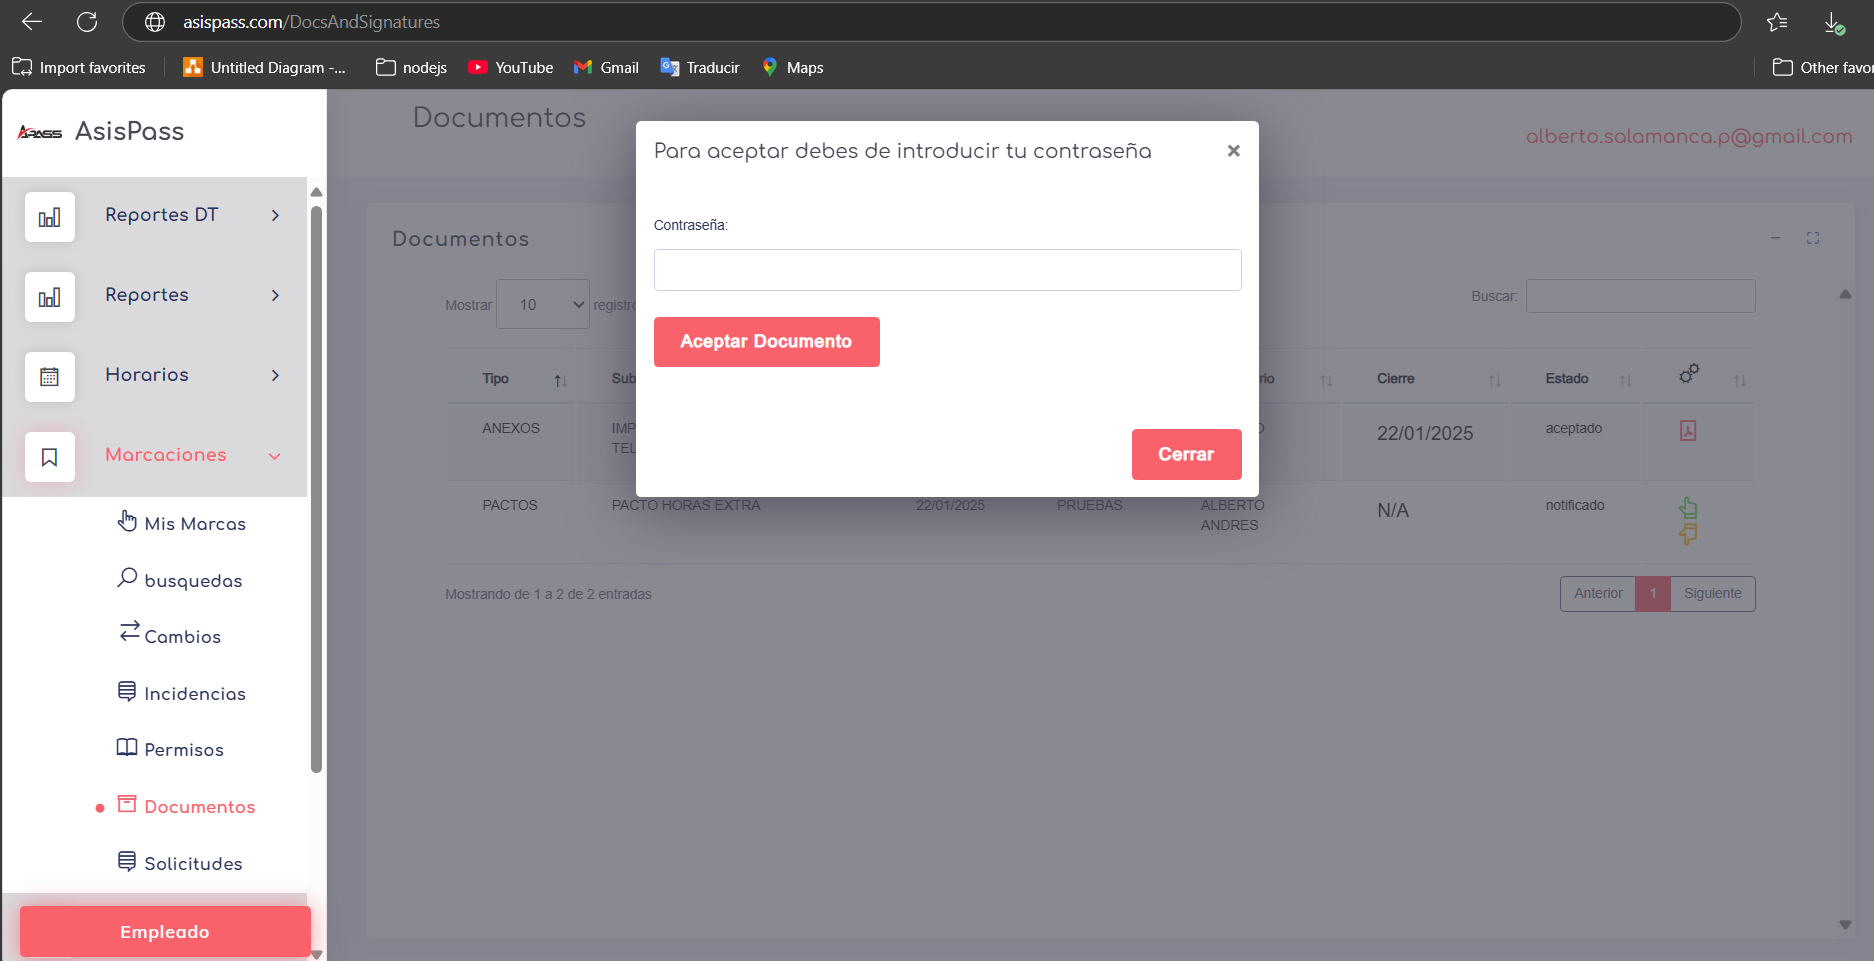 asispass.com/DocsAndSignatures
Import favorites
Untitled Diagram -...
nodejs
YouTube
Gmail
Traducir
Maps
Other favor
APASS
AsisPass
Documentos
alberto.salamanca.p@gmail.com
Reportes DT
Reportes
Horarios
Marcaciones
Mis Marcas
busquedas
Cambios
Incidencias
Permisos
Documentos
Solicitudes
Empleado
Para aceptar debes de introducir tu contraseña
×
Contraseña:
Aceptar Documento
Cerrar
Documentos
Mostrar 10 registro
Buscar:
Tipo Sub rio Cierre Estado
ANEXOS IMP O 22/01/2025 aceptado
TEL
PACTOS PACTO HORAS EXTRA 22/01/2025 PRUEBAS ALBERTO N/A notificado
ANDRES
Mostrando de 1 a 2 de 2 entradas
Anterior 1 Siguiente